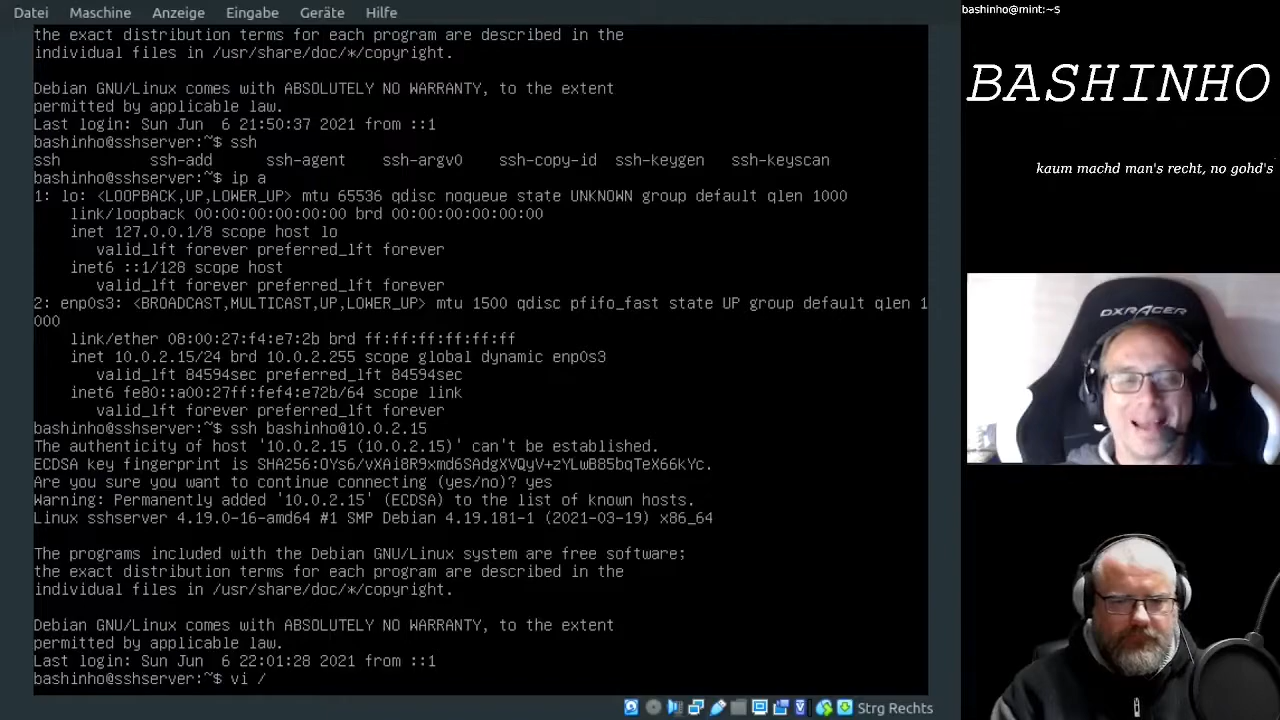 Datei Maschine Anzeige Eingabe Geräte Hilfe
the exact distribution terms for each program are described in the
individual files in /usr/share/doc/*/copyright.
Debian GNU/Linux comes with ABSOLUTELY NO WARRANTY, to the extent
permitted by applicable law.
Last login: Sun Jun  6 21:50:37 2021 from ::1
bashinho@sshserver:~$ ssh
ssh ssh-add ssh-agent ssh-argv0 ssh-copy-id ssh-keygen ssh-keyscan
bashinho@sshserver:~$ ip a
1: lo: <LOOPBACK,UP,LOWER_UP> mtu 65536 qdisc noqueue state UNKNOWN group default qlen 1000
link/loopback 00:00:00:00:00:00 brd 00:00:00:00:00:00
inet 127.0.0.1/8 scope host lo
valid_lft forever preferred_lft forever
inet6 ::1/128 scope host
valid_lft forever preferred_lft forever
2: enp0s3: <BROADCAST,MULTICAST,UP,LOWER_UP> mtu 1500 qdisc pfifo_fast state UP group default qlen 1
000
link/ether 08:00:27:f4:e7:2b brd ff:ff:ff:ff:ff:ff
inet 10.0.2.15/24 brd 10.0.2.255 scope global dynamic enp0s3
valid_lft 84594sec preferred_lft 84594sec
inet6 fe80::a00:27ff:fef4:e72b/64 scope link
valid_lft forever preferred_lft forever
bashinho@sshserver:~$ ssh bashinho@10.0.2.15
The authenticity of host '10.0.2.15 (10.0.2.15)' can't be established.
ECDSA key fingerprint is SHA256:OYs6/vXAi8R9xmd6SAdgXVQyV+zYLwB85bqTeX66kYc.
Are you sure you want to continue connecting (yes/no)? yes
Warning: Permanently added '10.0.2.15' (ECDSA) to the list of known hosts.
Linux sshserver 4.19.0-16-amd64 #1 SMP Debian 4.19.181-1 (2021-03-19) x86_64
The programs included with the Debian GNU/Linux system are free software;
the exact distribution terms for each program are described in the
individual files in /usr/share/doc/*/copyright.
Debian GNU/Linux comes with ABSOLUTELY NO WARRANTY, to the extent
permitted by applicable law.
Last login: Sun Jun  6 22:01:28 2021 from ::1
bashinho@sshserver:~$ vi /
Strg Rechts
bashinho@mint:~$
BASHINHO
kaum machd man's recht, no gohd's
DXRACER